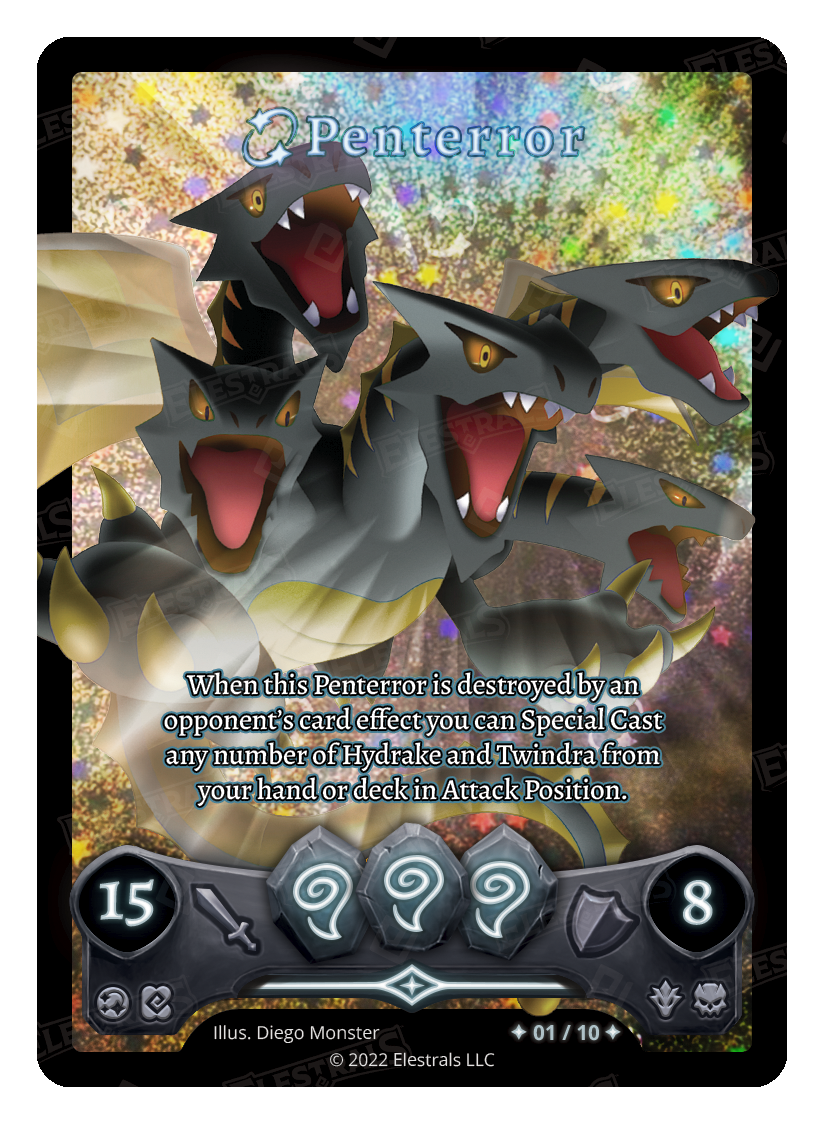 Penterror
When this Penterror is destroyed by an
opponent's card effect you can Special Cast
any number of Hydrake and Twindra from
your hand or deck in Attack Position.
15
8
Illus. Diego Monster
01 / 10
© 2022 Elestrals LLC
ELESTRALS